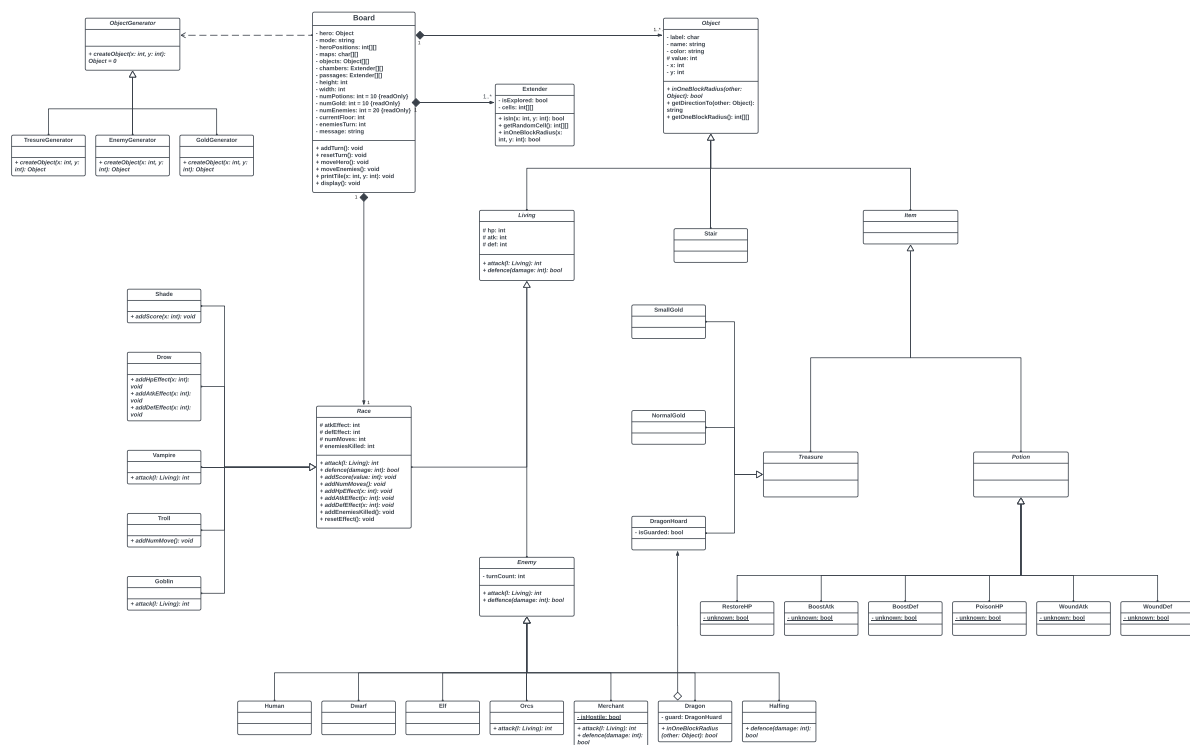 ObjectGenerator
+ createObject(x: int, y: int):
Object = 0
TresureGenerator
+ createObject(x: int, y:
int): Object
EnemyGenerator
+ createObject(x: int, y:
int): Object
GoldGenerator
+ createObject(x: int, y:
int): Object
Board
- hero: Object
- mode: string
- heroPositions: int[][]
- maps: char[][]
- objects: Object[][]
- chambers: Extender[][]
- passages: Extender[][]
- height: int
- width: int
- numPotions: int = 10 {readOnly}
- numGold: int = 10 {readOnly}
- numEnemies: int = 20 {readOnly}
- currentFloor: int
- enemiesTurn: int
- message: string
+ addTurn(): void
+ resetTurn(): void
+ moveHero(): void
+ moveEnemies(): void
+ printTile(x: int, y: int): void
+ display(): void
1
1..*
1
1..*
1
1
Extender
- isExplored: bool
- cells: int[][]
+ isIn(x: int, y: int): bool
+ getRandomCell(): int[][]
+ inOneBlockRadius(x:
int, y: int): bool
Object
- label: char
- name: string
- color: string
# value: int
- x: int
- y: int
+ inOneBlockRadius(other:
Object): bool
+ getDirectionTo(other: Object):
string
+ getOneBlockRadius(): int[][]
Living
# hp: int
# atk: int
# def: int
+ attack(l: Living): int
+ defence(damage: int): bool
Stair
Item
Shade
+ addScore(x: int): void
Drow
+ addHpEffect(x: int):
void
+ addAtkEffect(x: int):
void
+ addDefEffect(x: int):
void
Vampire
+ attack(l: Living): int
Troll
+ addNumMove(): void
Goblin
+ attack(l: Living): int
Race
# atkEffect: int
# defEffect: int
# numMoves: int
# enemiesKilled: int
+ attack(l: Living): int
+ defence(damage: int): bool
+ addScore(value: int): void
+ addNumMoves(): void
+ addHpEffect(x: int): void
+ addAtkEffect(x: int): void
+ addDefEffect(x: int): void
+ addEnemiesKilled(): void
+ resetEffect(): void
SmallGold
NormalGold
DragonHoard
- isGuarded: bool
Treasure
Potion
Enemy
- turnCount: int
+ attack(l: Living): int
+ deffence(damage: int): bool
RestoreHP
- unknown: bool
BoostAtk
- unknown: bool
BoostDef
- unknown: bool
PoisonHP
- unknown: bool
WoundAtk
- unknown: bool
WoundDef
- unknown: bool
Human
Dwarf
Elf
Orcs
+ attack(l: Living): int
Merchant
- isHostile: bool
+ attack(l: Living): int
+ defence(damage: int):
bool
Dragon
- guard: DragonHoard
+ inOneBlockRadius
(other: Object): bool
Halfing
+ defence(damage: int):
bool